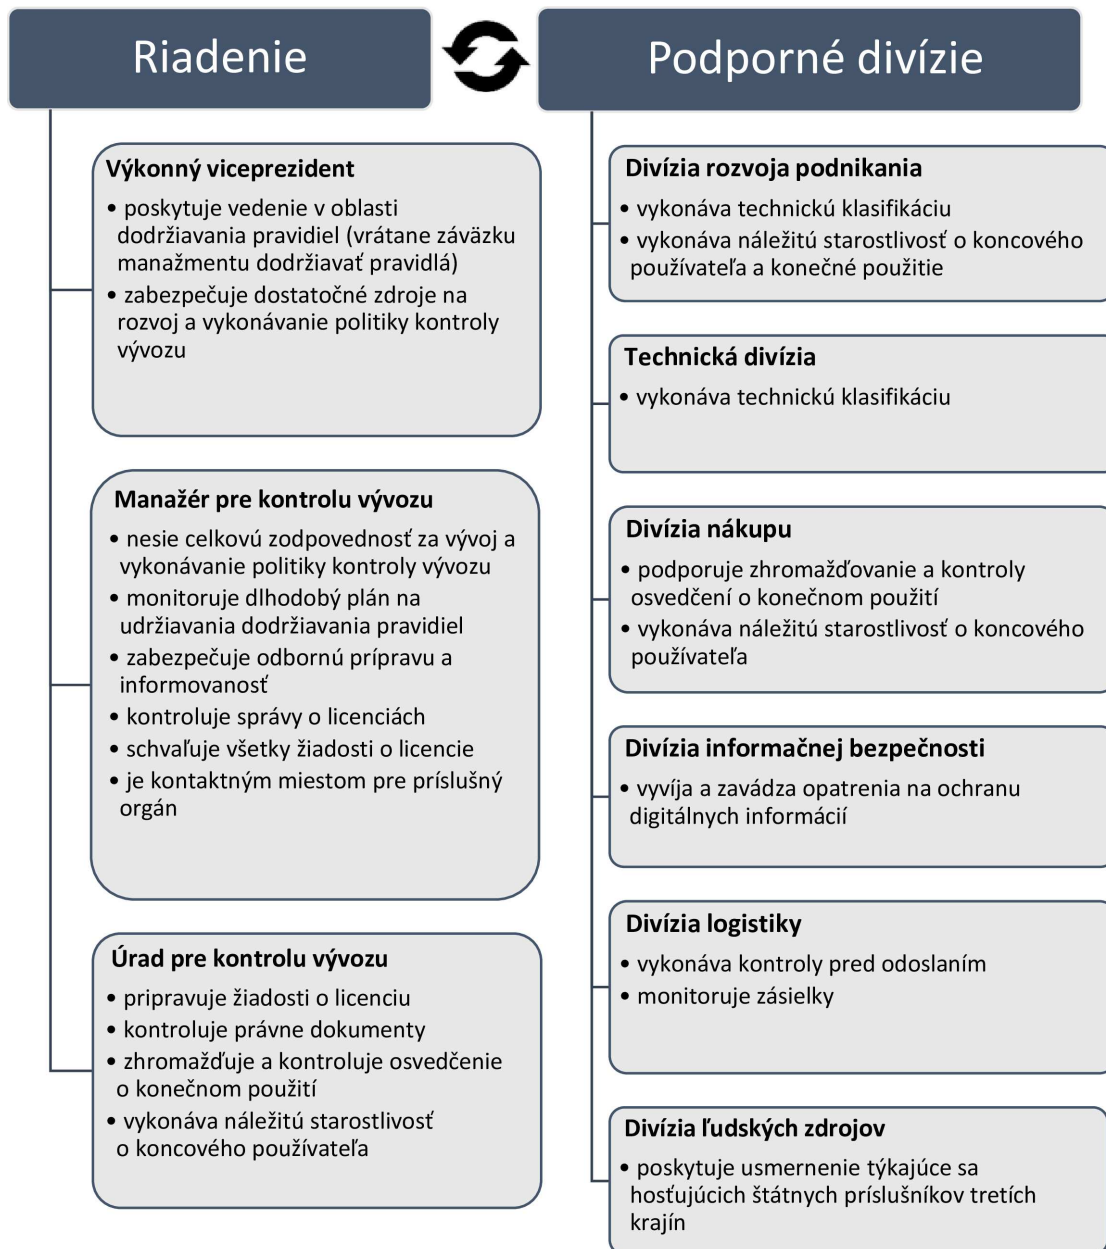 Riadenie
Výkonný viceprezident
• poskytuje vedenie v oblasti
dodržiavania pravidiel (vrátane záväzku
manažmentu dodržiavať pravidlá)
• zabezpečuje dostatočné zdroje na
rozvoj a vykonávanie politiky kontroly
vývozu
Manažér pre kontrolu vývozu
• nesie celkovú zodpovednosť za vývoj a
vykonávanie politiky kontroly vývozu
• monitoruje dlhodobý plán na
udržiavania dodržiavania pravidiel
• zabezpečuje odbornú prípravu a
informovanosť
• kontroluje správy o licenciách
• schvaľuje všetky žiadosti o licencie
• je kontaktným miestom pre príslušný
orgán
Úrad pre kontrolu vývozu
• pripravuje žiadosti o licenciu
• kontroluje právne dokumenty
• zhromažďuje a kontroluje osvedčenie
o konečnom použití
• vykonáva náležitú starostlivosť
o koncového používateľa
Podporné divízie
Divízia rozvoja podnikania
• vykonáva technickú klasifikáciu
• vykonáva náležitú starostlivosť o koncového
používateľa a konečné použitie
Technická divízia
• vykonáva technickú klasifikáciu
Divízia nákupu
• podporuje zhromažďovanie a kontroly
osvedčení o konečnom použití
• vykonáva náležitú starostlivosť o koncového
používateľa
Divízia informačnej bezpečnosti
• vyvíja a zavádza opatrenia na ochranu
digitálnych informácií
Divízia logistiky
• vykonáva kontroly pred odoslaním
• monitoruje zásielky
Divízia ľudských zdrojov
• poskytuje usmernenie týkajúce sa
hosťujúcich štátnych príslušníkov tretích
krajín